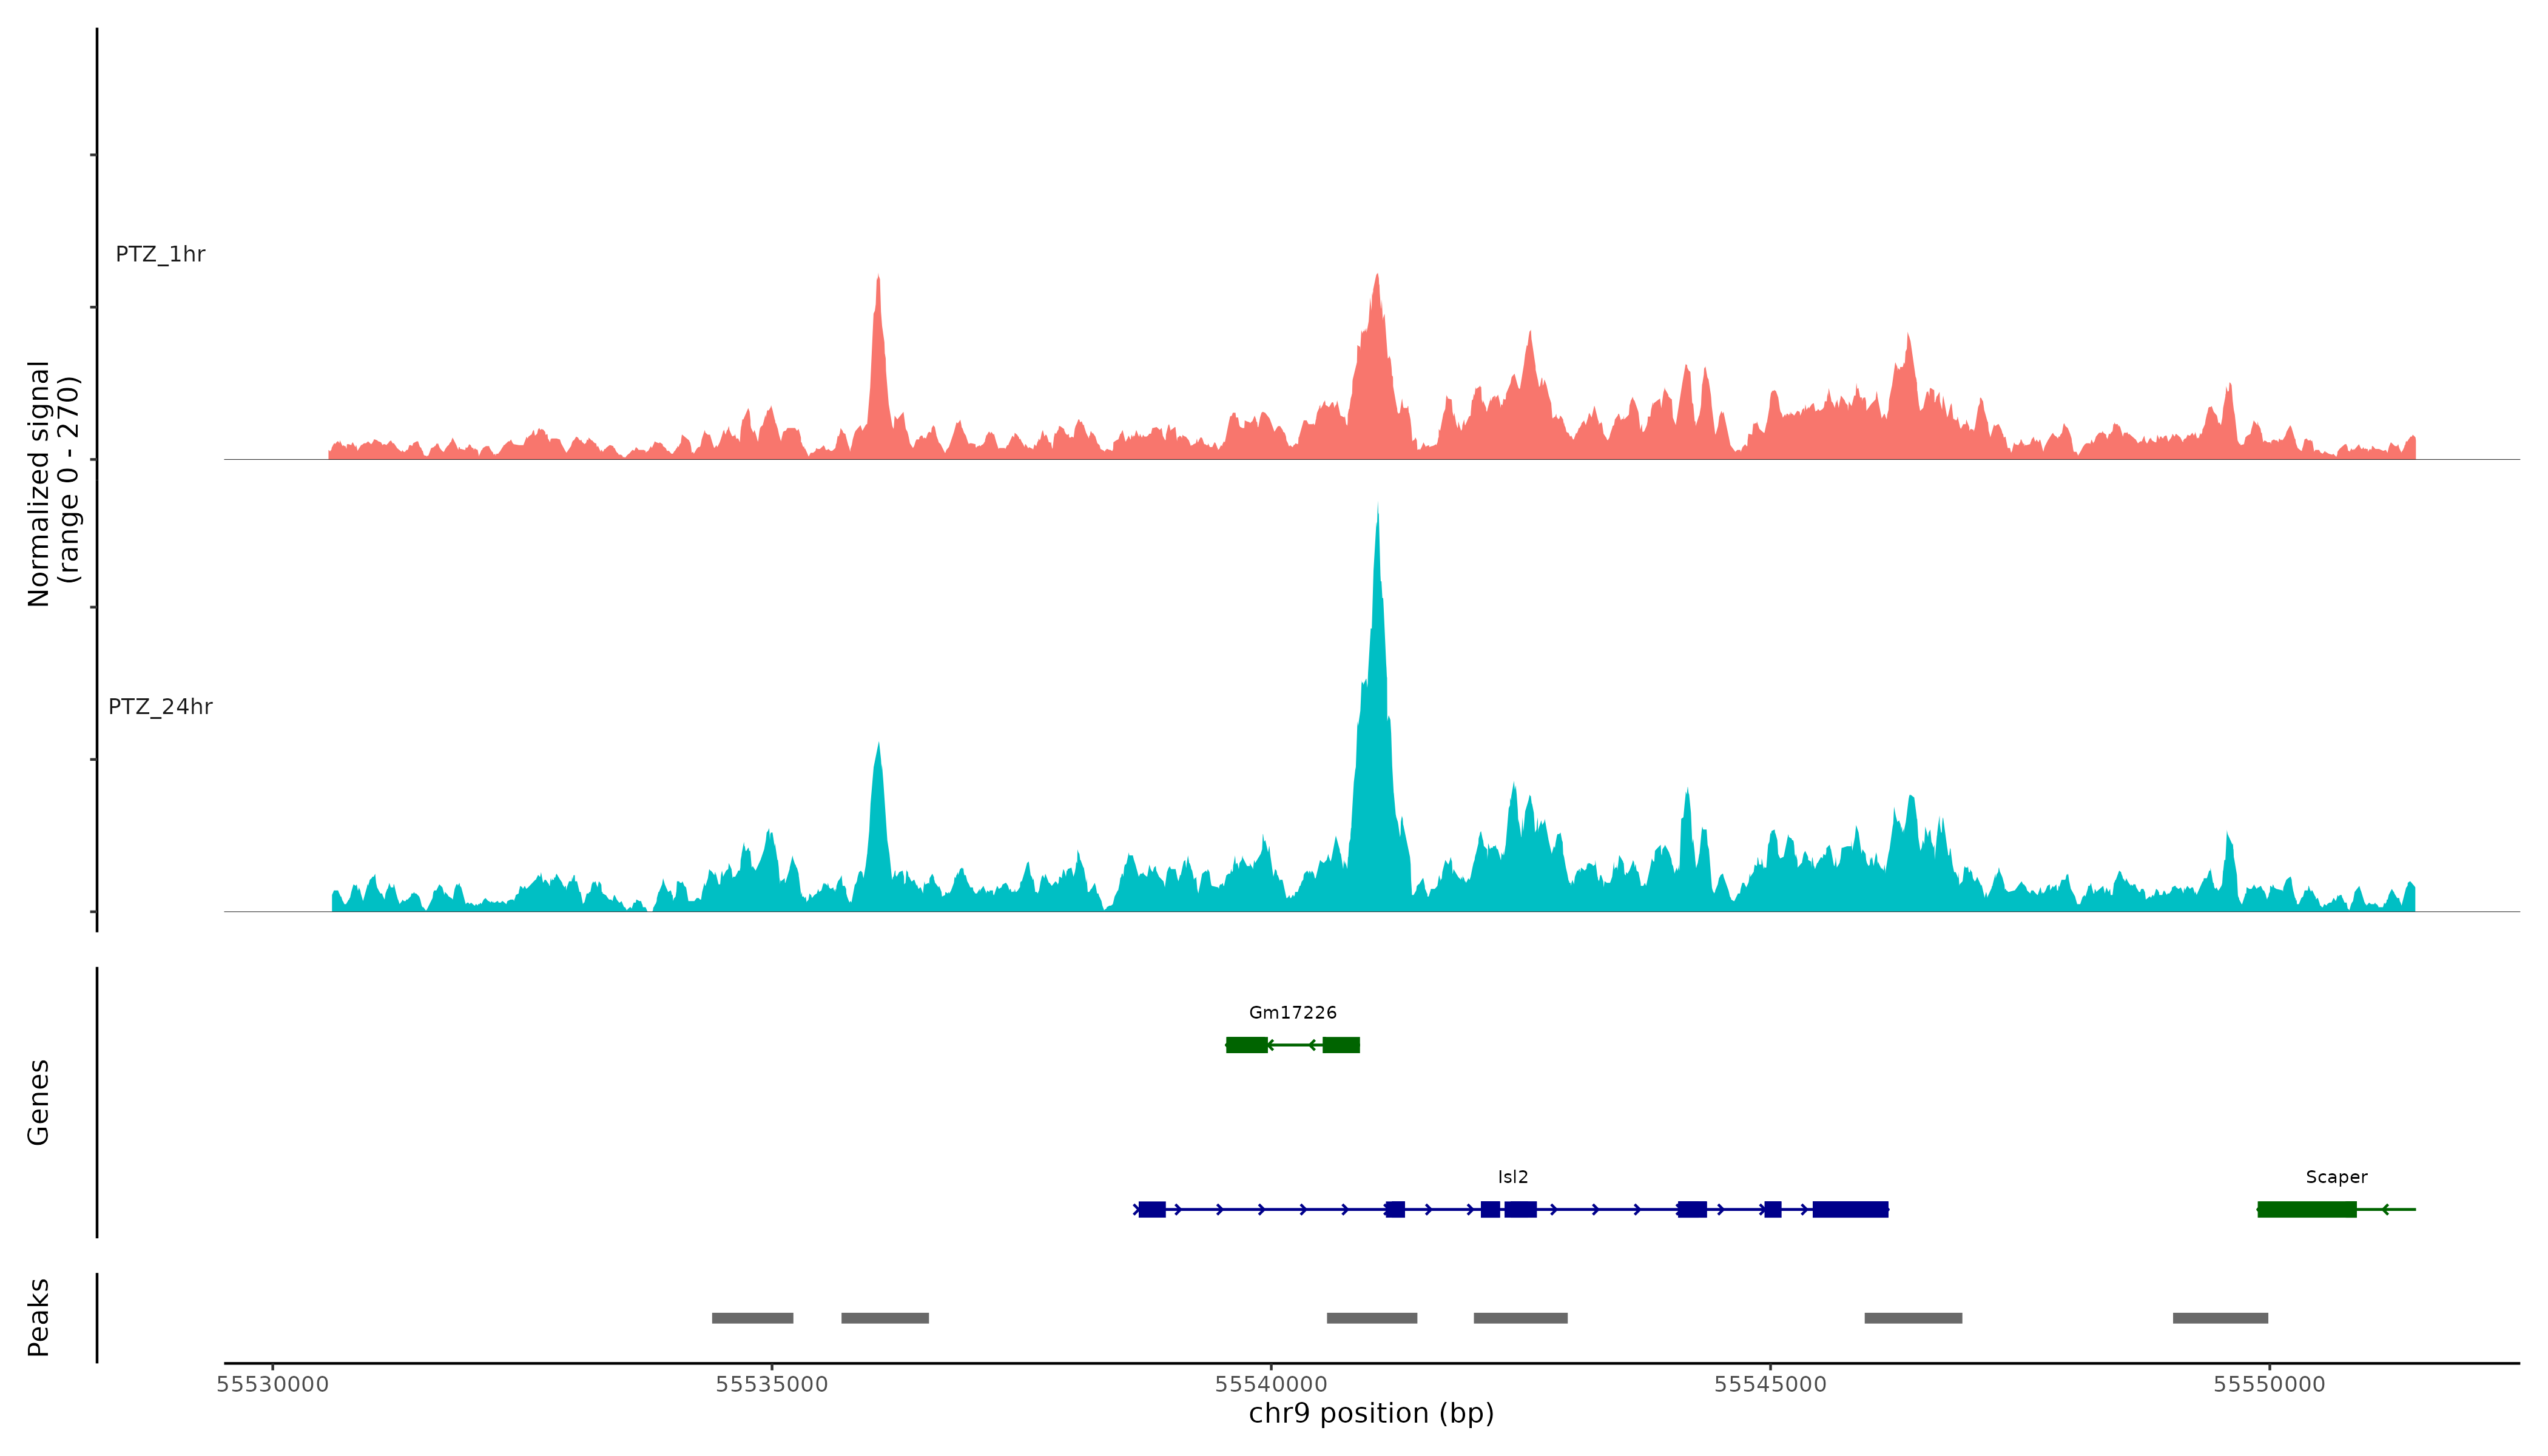 Normalized signal
(range 0 - 270)
PTZ_1hr
PTZ_24hr
Genes
Gm17226
Isl2
Scaper
Peaks
55530000
55535000
55540000
55545000
55550000
chr9 position (bp)